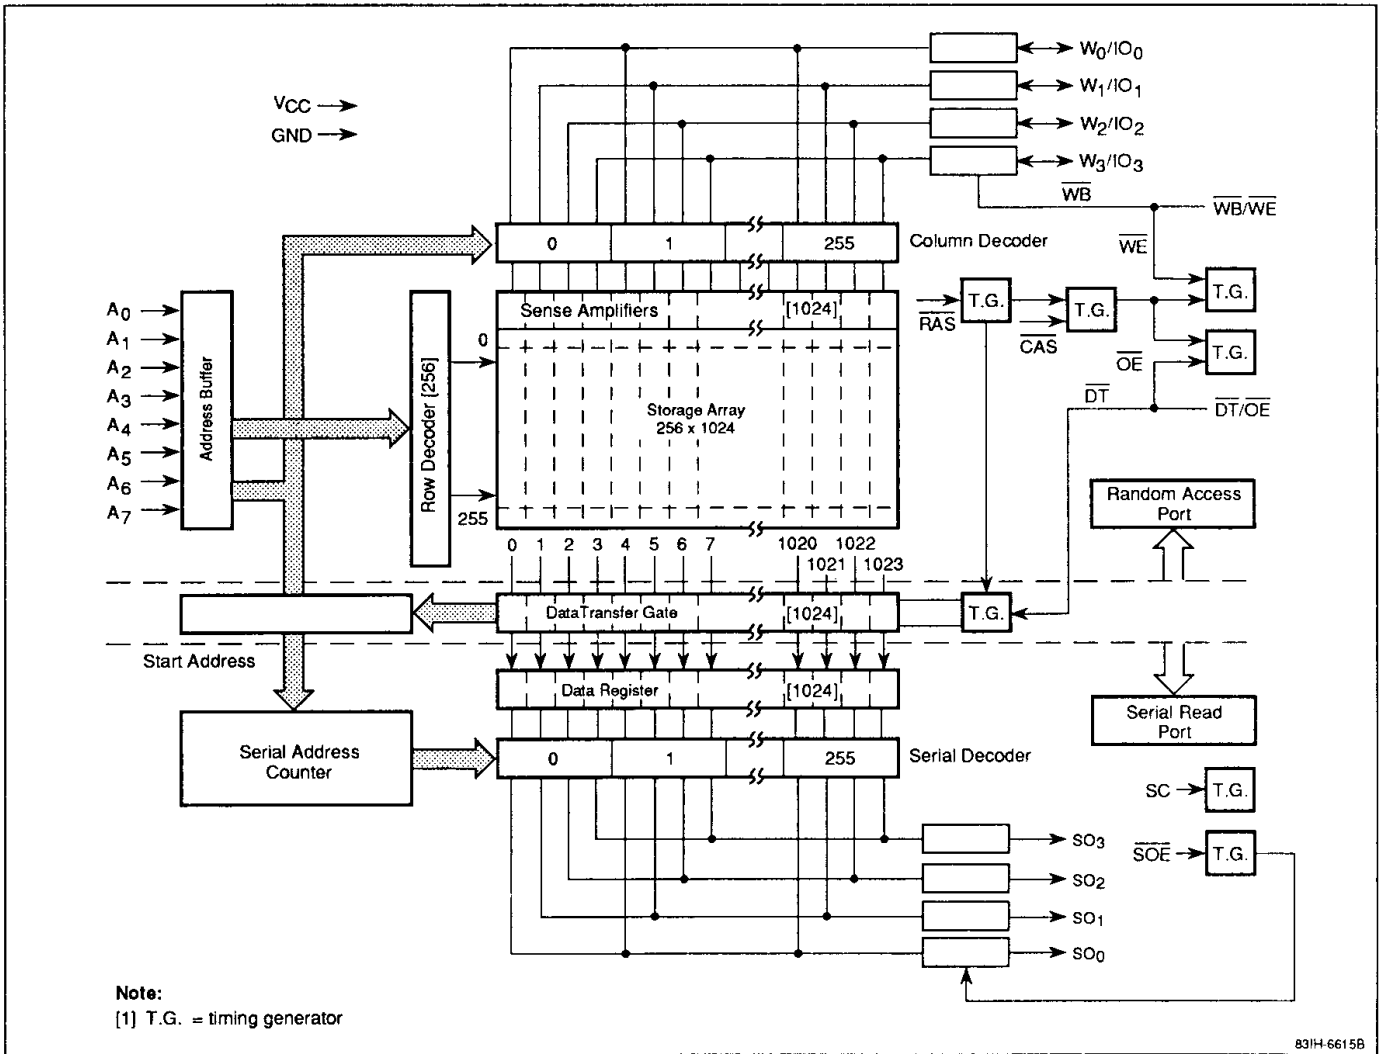 W0/IO0
VCC
W1/IO1
GND
W2/IO2
W3/IO3
WB
WB/WE
0 1 255
Column Decoder
WE
A0
A1
A2
A3
A4
A5
A6
A7
Address Buffer
Row Decoder [256]
Sense Amplifiers [1024]
0
255
Storage Array
256 x 1024
RAS
T.G.
CAS
T.G.
T.G.
OE
T.G.
DT
DT/OE
Random Access
Port
0 1 2 3 4 5 6 7 1020 1022
1021 1023
DataTransfer Gate [1024]
T.G.
Start Address
Data Register [1024]
Serial Read
Port
Serial Address
Counter
0 1 255
Serial Decoder
SC
T.G.
SO3
SOE
T.G.
SO2
SO1
SO0
Note:
[1] T.G. = timing generator
83IH-6615B